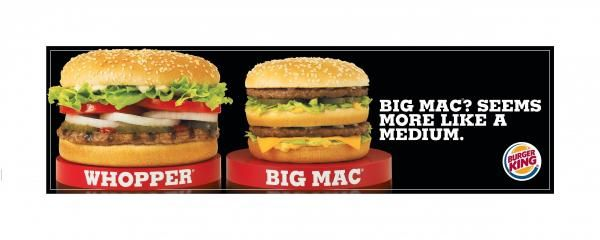 WHOPPER®
BIG MAC®
BIG MAC? SEEMS
MORE LIKE A
MEDIUM.
BURGER
KING